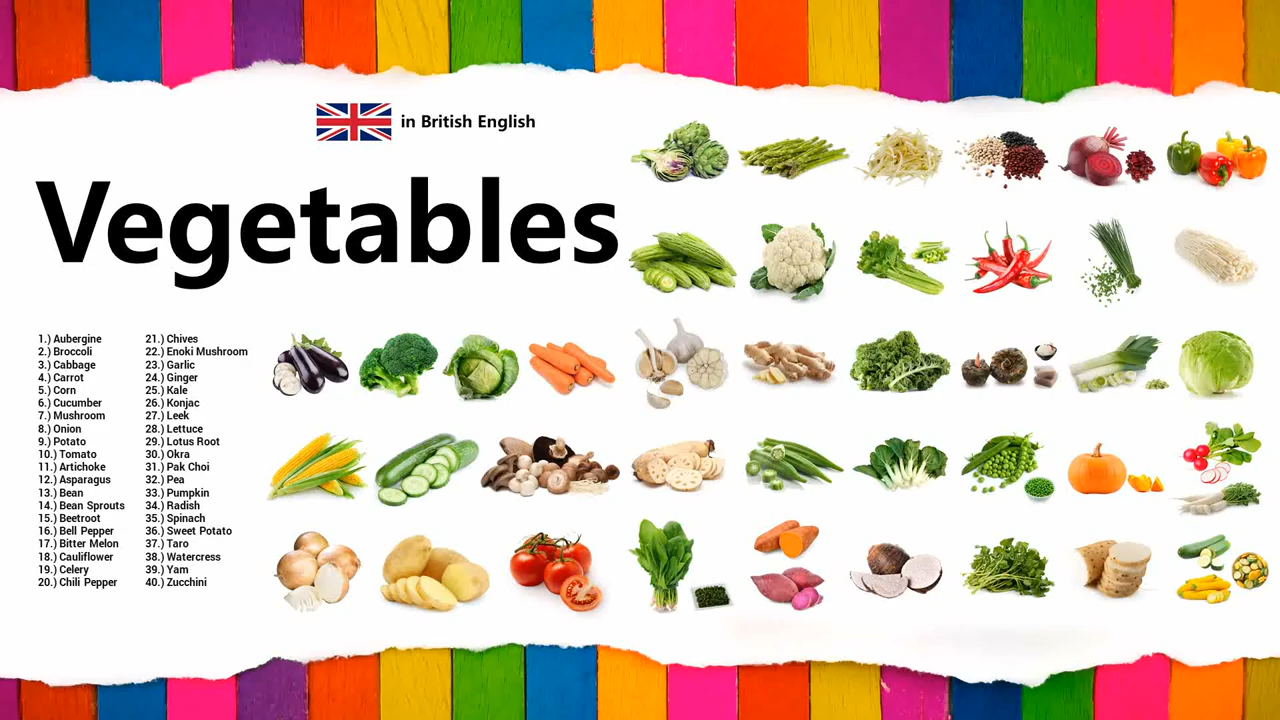 in British English
Vegetables
1.) Aubergine
2.) Broccoli
3.) Cabbage
4.) Carrot
5.) Corn
6.) Cucumber
7.) Mushroom
8.) Onion
9.) Potato
10.) Tomato
11.) Artichoke
12.) Asparagus
13.) Bean
14.) Bean Sprouts
15.) Beetroot
16.) Bell Pepper
17.) Bitter Melon
18.) Cauliflower
19.) Celery
20.) Chili Pepper
21.) Chives
22.) Enoki Mushroom
23.) Garlic
24.) Ginger
25.) Kale
26.) Konjac
27.) Leek
28.) Lettuce
29.) Lotus Root
30.) Okra
31.) Pak Choi
32.) Pea
33.) Pumpkin
34.) Radish
35.) Spinach
36.) Sweet Potato
37.) Taro
38.) Watercress
39.) Yam
40.) Zucchini